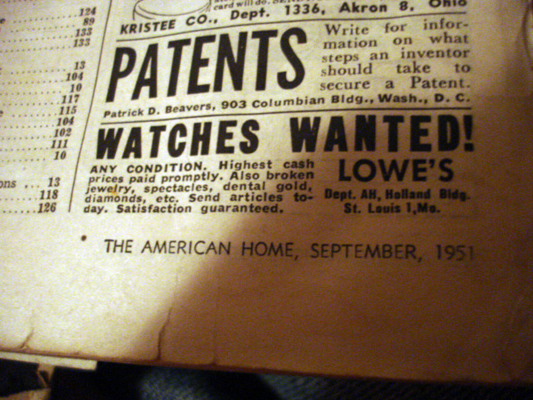 card will do.
KRISTEE CO., Dept. 1336, Akron 8, Ohio
124
89
133
133
13
104
10
117
115
104
102
111
10
ons ... 13
118
126
PATENTS
Write for infor-
mation on what
steps an inventor
should take to
secure a Patent.
Patrick D. Beavers, 903 Columbian Bldg., Wash., D. C.
WATCHES WANTED!
ANY CONDITION. Highest cash
prices paid promptly. Also broken
jewelry, spectacles, dental gold,
diamonds, etc. Send articles to-
day. Satisfaction guaranteed.
LOWE'S
Dept. AH, Holland Bldg.
St. Louis 1, Mo.
THE AMERICAN HOME, SEPTEMBER, 1951